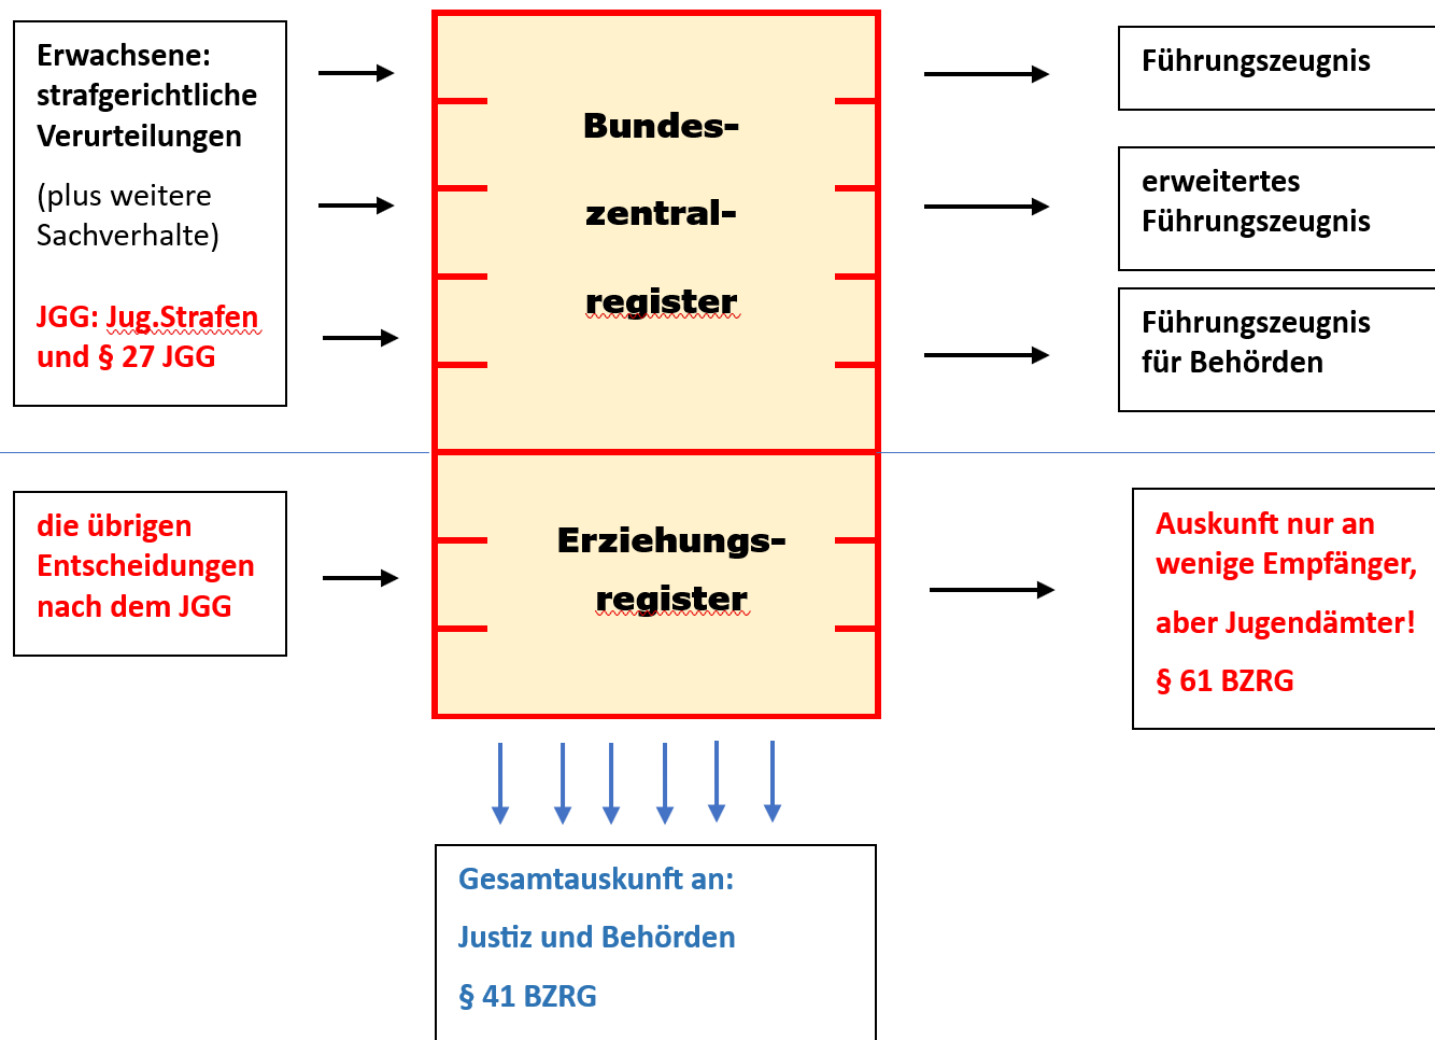 Erwachsene:
strafgerichtliche
Verurteilungen
(plus weitere
Sachverhalte)
JGG: Jug.Strafen
und § 27 JGG
Bundes-
zentral-
register
Führungszeugnis
erweitertes
Führungszeugnis
Führungszeugnis
für Behörden
die übrigen
Entscheidungen
nach dem JGG
Erziehungs-
register
Auskunft nur an
wenige Empfänger,
aber Jugendämter!
§ 61 BZRG
Gesamtauskunft an:
Justiz und Behörden
§ 41 BZRG